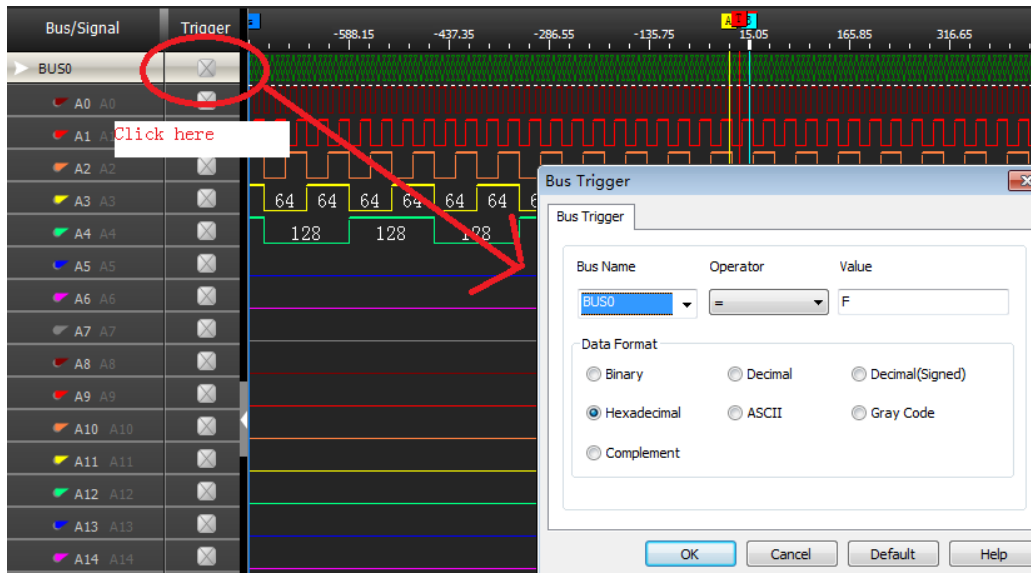 Bus/Signal Trigger
-588.15 -437.35 -286.55 -135.75 15.05 165.85 316.65
BUS0
A0 A0
A1
Click here
A2 A2
A3 A3 64 64 64 64 64 64
A4 A4 128 128 128
A5 A5
A6 A6
A7 A7
A8 A8
A9 A9
A10 A10
A11 A11
A12 A12
A13 A13
A14 A14
Bus Trigger
Bus Trigger
Bus Name Operator Value
BUS0 = F
Data Format
Binary Decimal Decimal(Signed)
Hexadecimal ASCII Gray Code
Complement
OK Cancel Default Help